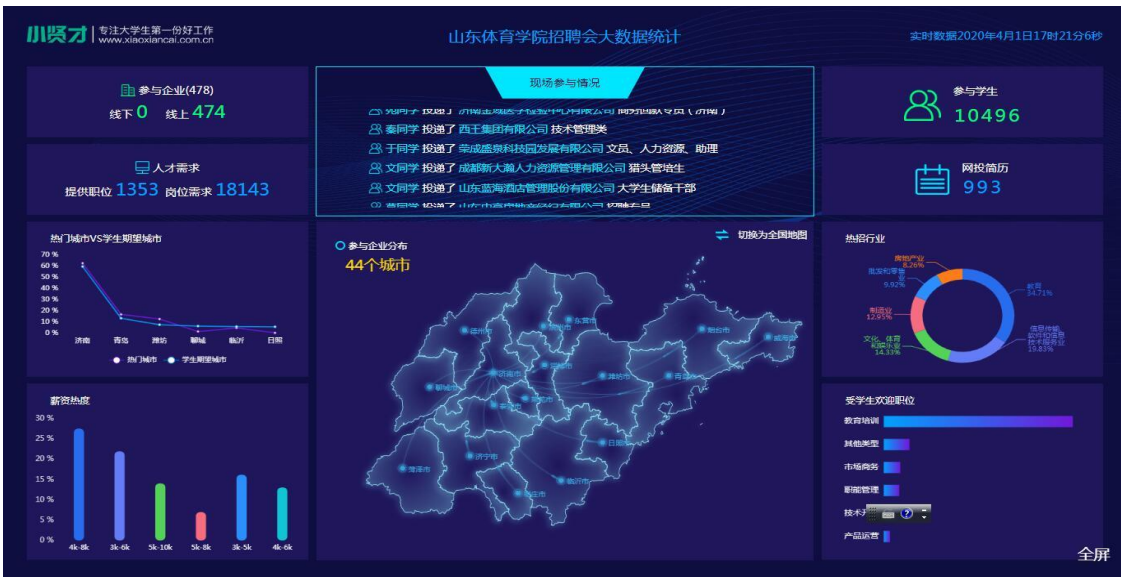 小贤才
专注大学生第一份好工作
www.xiaoxiancai.com.cn
山东体育学院招聘会大数据统计
实时数据2020年4月1日17时21分6秒
参与企业(478)
线下 0 线上 474
人才需求
提供职位 1353 岗位需求 18143
现场参与情况
秦同学 投递了 西王集团有限公司 技术管理类
于同学 投递了 荣成盛泉科技园发展有限公司 文员、人力资源、助理
文同学 投递了 成都新大瀚人力资源管理有限公司 猎头管培生
文同学 投递了 山东蓝海酒店管理股份有限公司 大学生储备干部
参与学生
10496
网投简历
993
热门城市VS学生期望城市
70 %
60 %
50 %
40 %
30 %
20 %
10 %
0 %
济南 青岛 潍坊 聊城 临沂 日照
热门城市 学生期望城市
薪资热度
30 %
25 %
20 %
15 %
10 %
5 %
0 %
4k-8k 3k-6k 5k-10k 5k-8k 3k-5k 4k-6k
参与企业分布
44个城市
切换为全国地图
德州市
东营市
烟台市
威海市
济南市
潍坊市
青岛市
聊城市
日照市
济宁市
菏泽市
临沂市
枣庄市
热招行业
房地产业
8.26%
批发和零售
业
9.92%
制造业
12.95%
文化、体育
和娱乐业
14.33%
教育
34.71%
信息传输、
软件和信息
技术服务业
19.83%
受学生欢迎职位
教育培训
其他类型
市场商务
职能管理
技术
产品运营
全屏